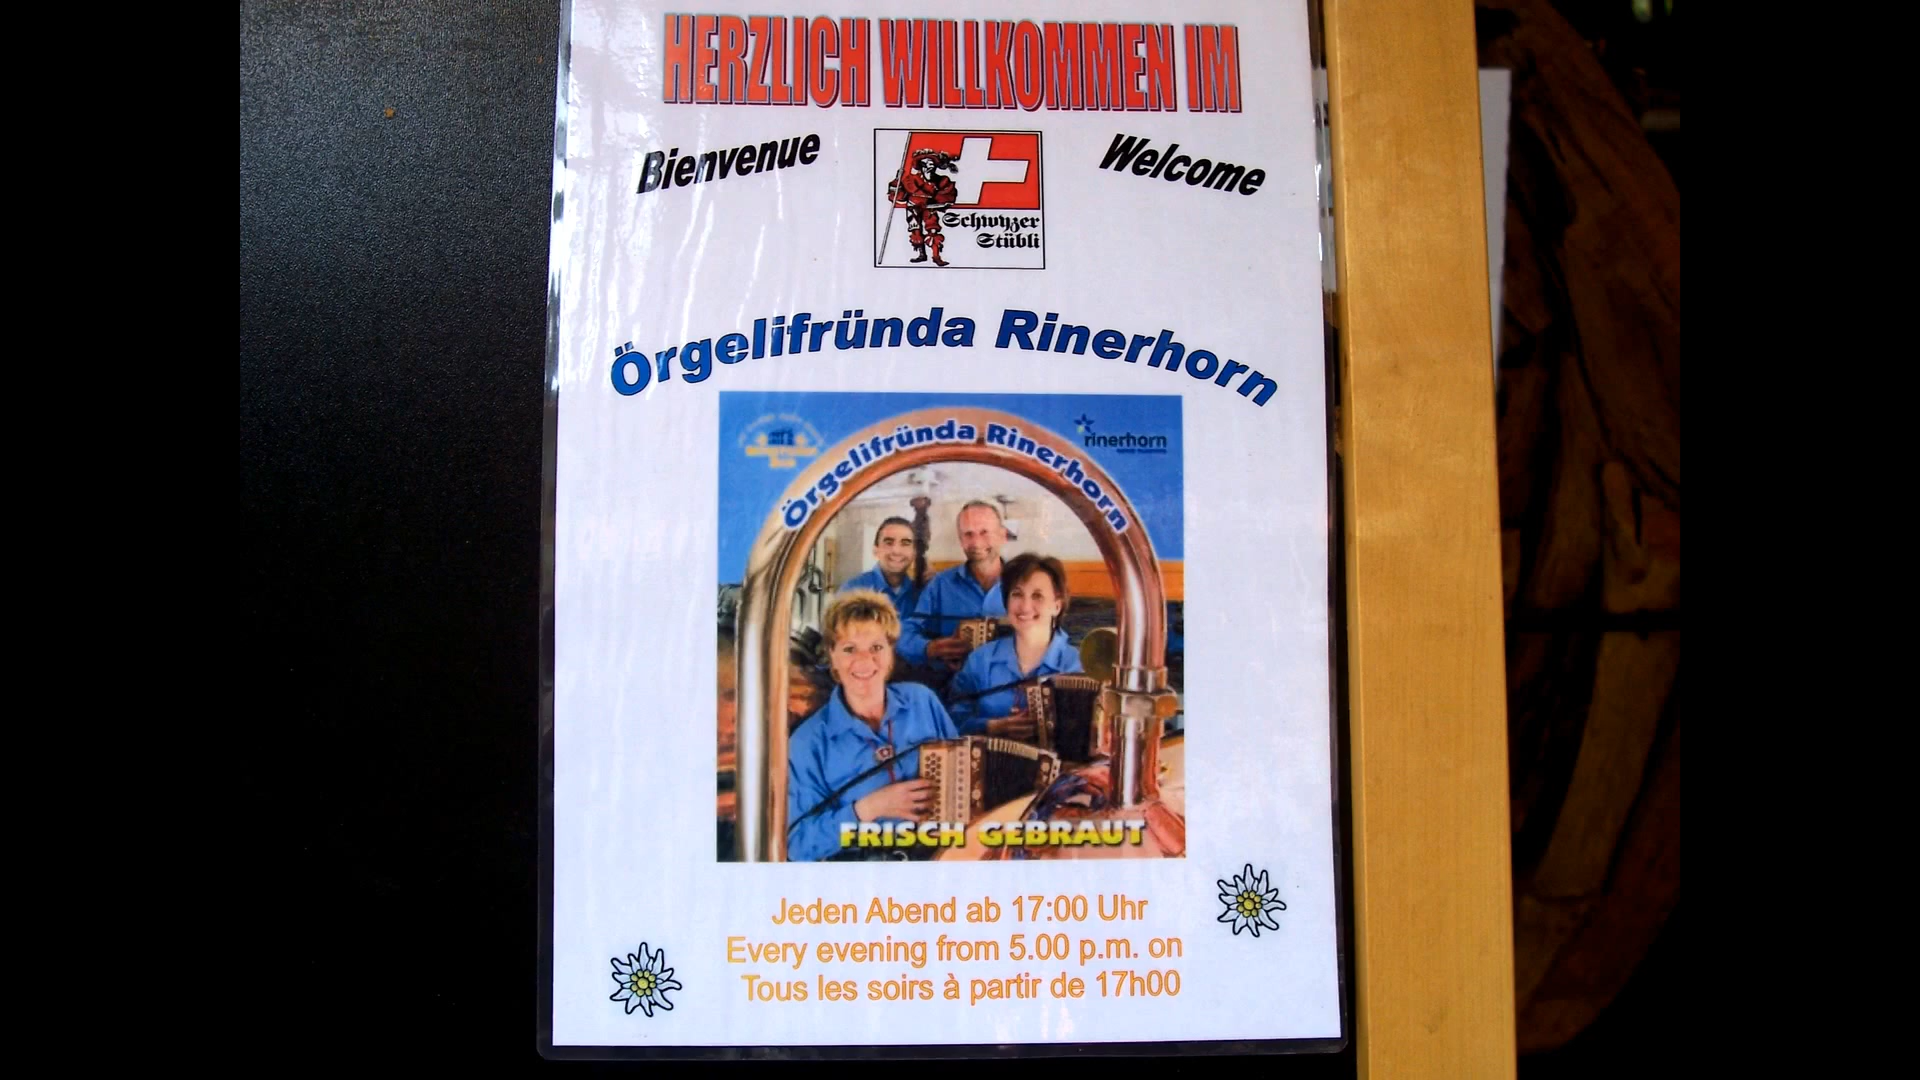 HERZLICH WILLKOMMEN IM
Bienvenue
Welcome
Schwyzer
Stübli
Örgelifründa Rinerhorn
rinerhorn
Örgelifründa Rinerhorn
FRISCH GEBRAUT
Jeden Abend ab 17:00 Uhr
Every evening from 5.00 p.m. on
Tous les soirs à partir de 17h00